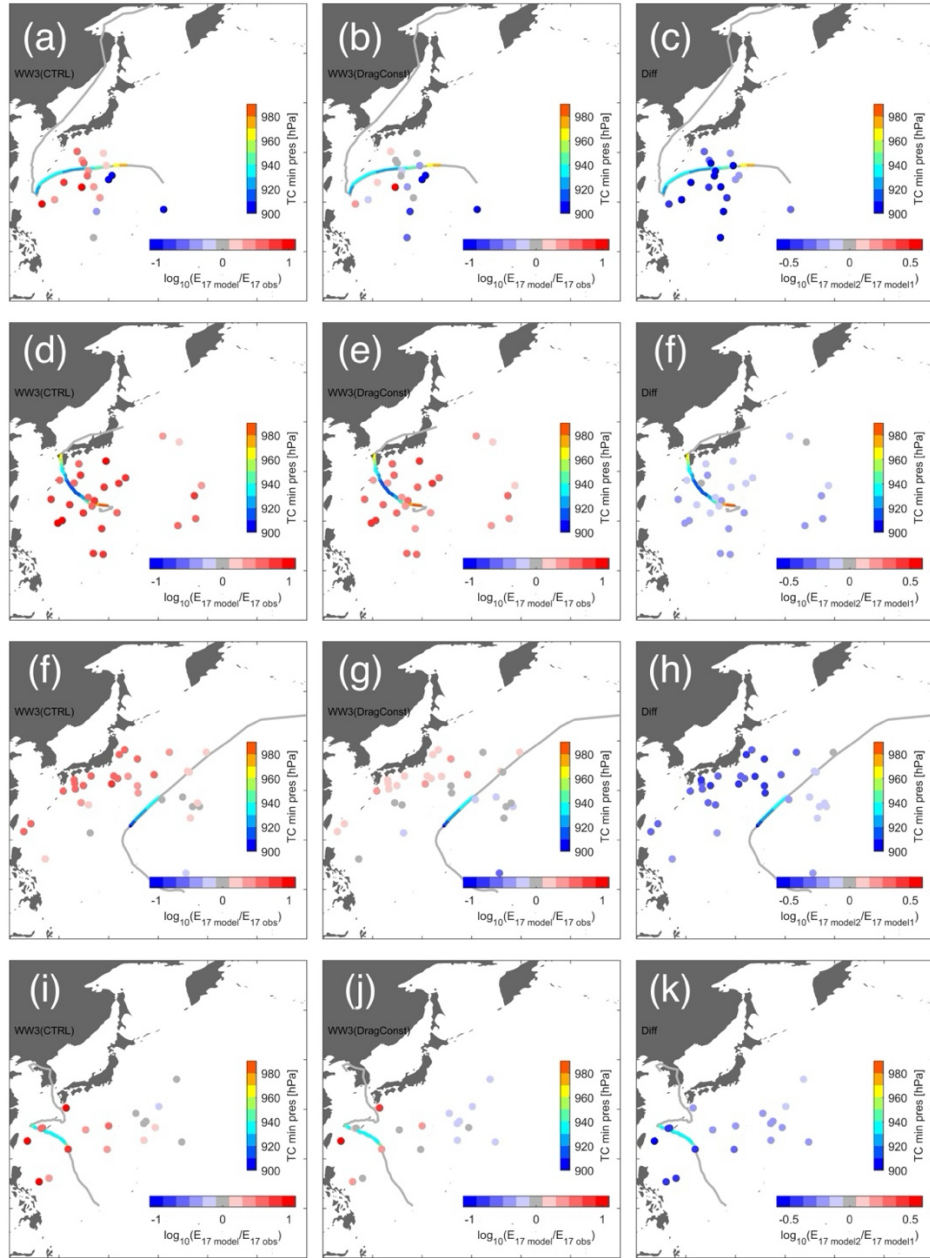 (a)
WW3(CTRL)
980
960
940
920
900
TC min pres [hPa]
-1 0 1
log10(E17 model/E17 obs)
(b)
WW3(DragConst)
980
960
940
920
900
TC min pres [hPa]
-1 0 1
log10(E17 model/E17 obs)
(c)
Diff
980
960
940
920
900
TC min pres [hPa]
-0.5 0 0.5
log10(E17 model2/E17 model1)
(d)
WW3(CTRL)
980
960
940
920
900
TC min pres [hPa]
-1 0 1
log10(E17 model/E17 obs)
(e)
WW3(DragConst)
980
960
940
920
900
TC min pres [hPa]
-1 0 1
log10(E17 model/E17 obs)
(f)
Diff
980
960
940
920
900
TC min pres [hPa]
-0.5 0 0.5
log10(E17 model2/E17 model1)
(f)
WW3(CTRL)
980
960
940
920
900
TC min pres [hPa]
-1 0 1
log10(E17 model/E17 obs)
(g)
WW3(DragConst)
980
960
940
920
900
TC min pres [hPa]
-1 0 1
log10(E17 model/E17 obs)
(h)
Diff
980
960
940
920
900
TC min pres [hPa]
-0.5 0 0.5
log10(E17 model2/E17 model1)
(i)
WW3(CTRL)
980
960
940
920
900
TC min pres [hPa]
-1 0 1
log10(E17 model/E17 obs)
(j)
WW3(DragConst)
980
960
940
920
900
TC min pres [hPa]
-1 0 1
log10(E17 model/E17 obs)
(k)
Diff
980
960
940
920
900
TC min pres [hPa]
-0.5 0 0.5
log10(E17 model2/E17 model1)